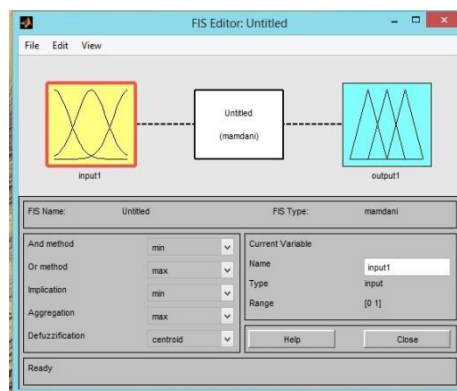 FIS Editor: Untitled
File Edit View
Untitled
(mamdani)
input1
output1
FIS Name: Untitled FIS Type: mamdani
And method min
Or method max
Implication min
Aggregation max
Defuzzification centroid
Current Variable
Name input1
Type input
Range [0 1]
Help Close
Ready